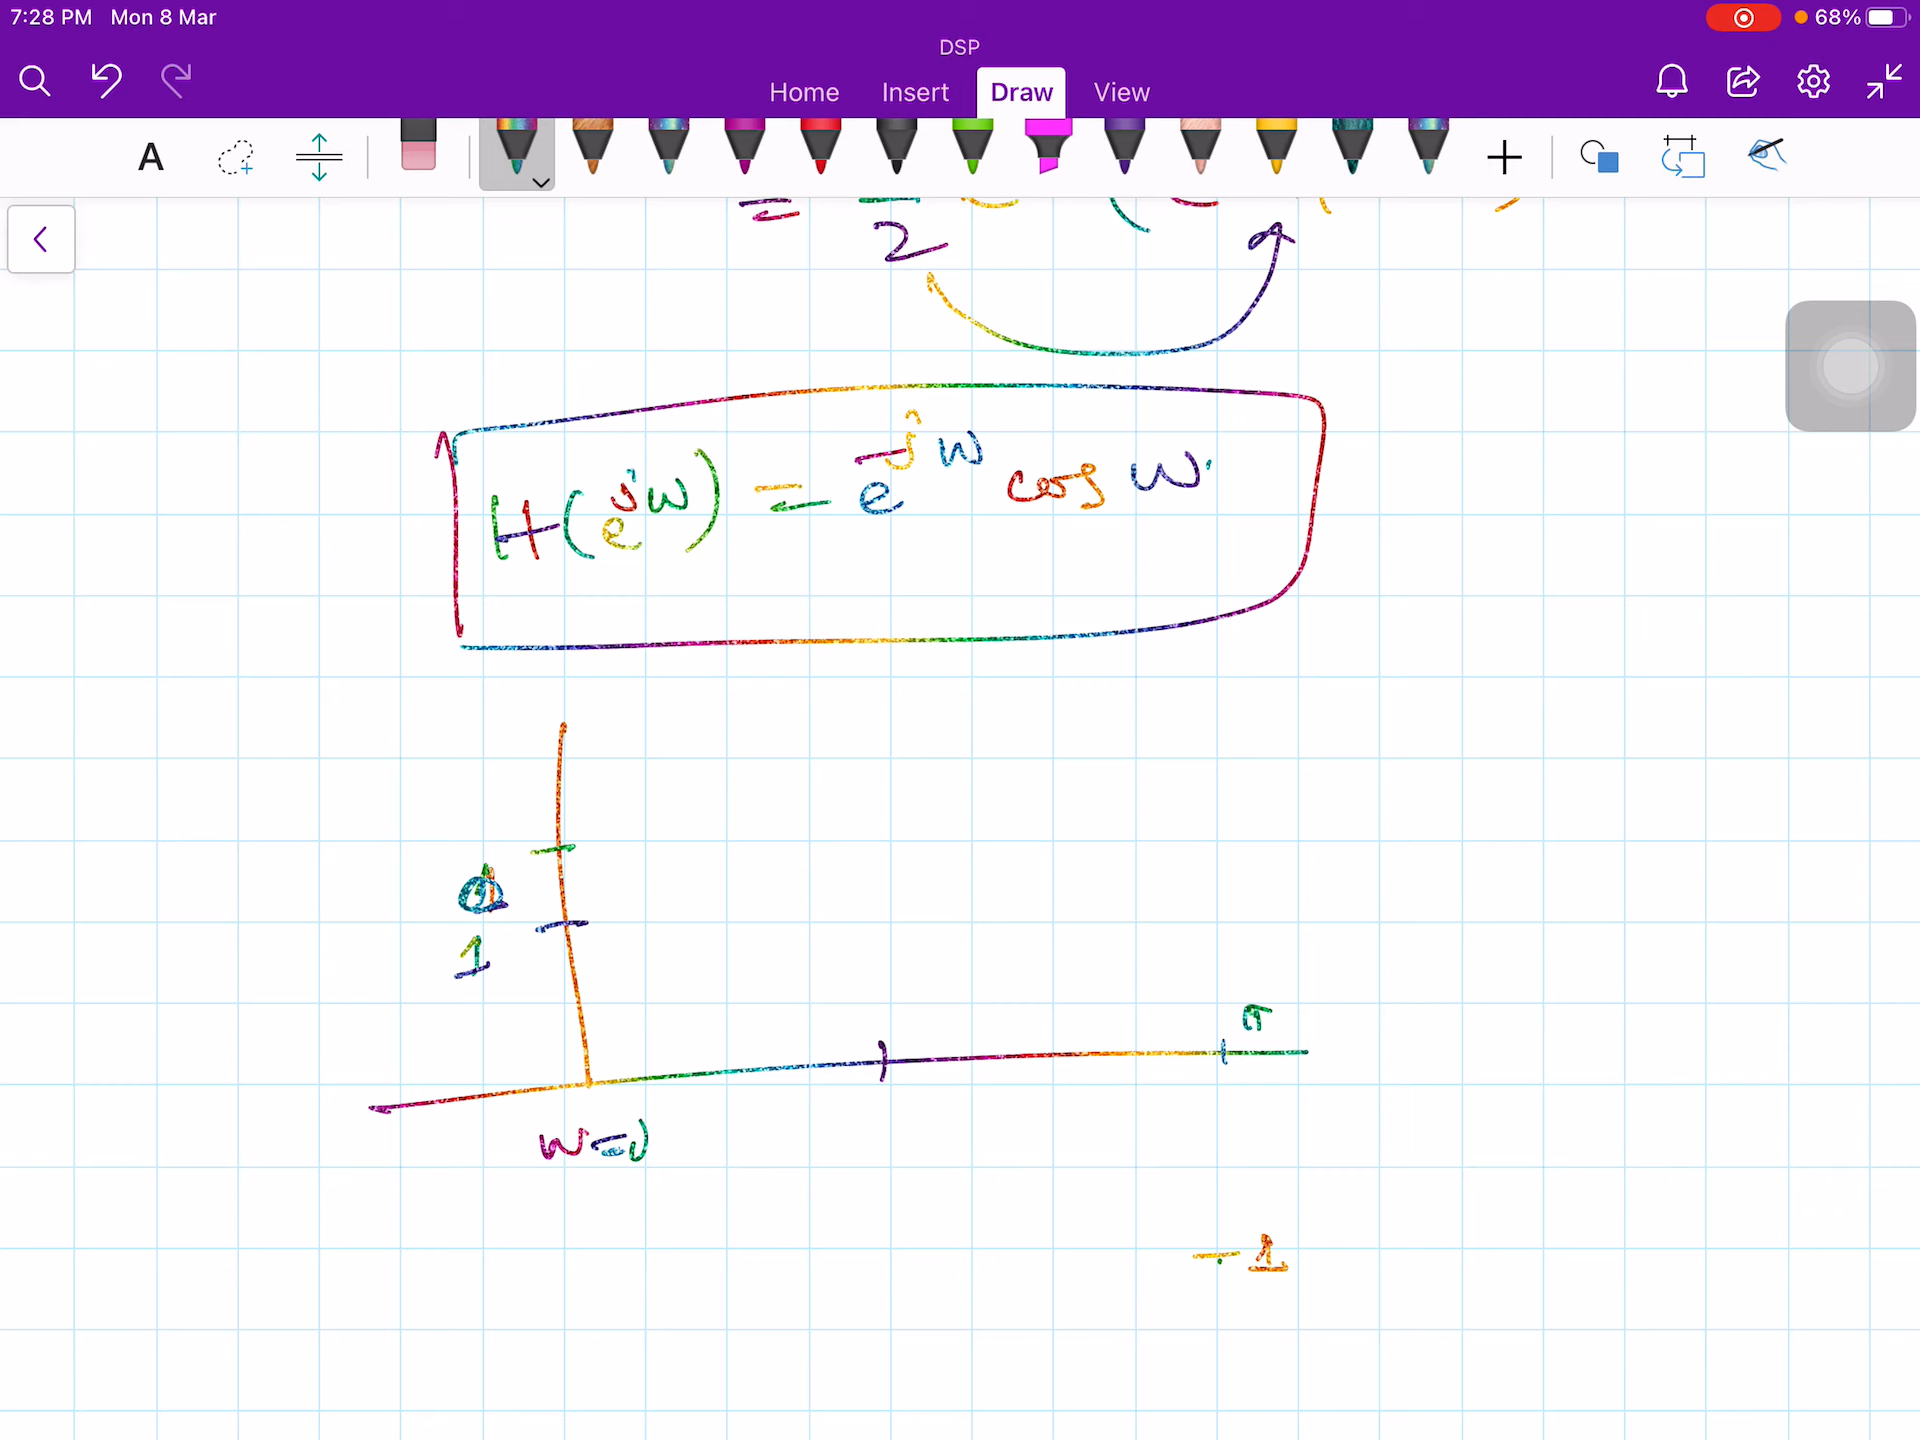 7:28 PM Mon 8 Mar
68%
DSP
Home Insert Draw View
A
2
H(e^jw) = e^-jw cos w
1
π
w=0
-1